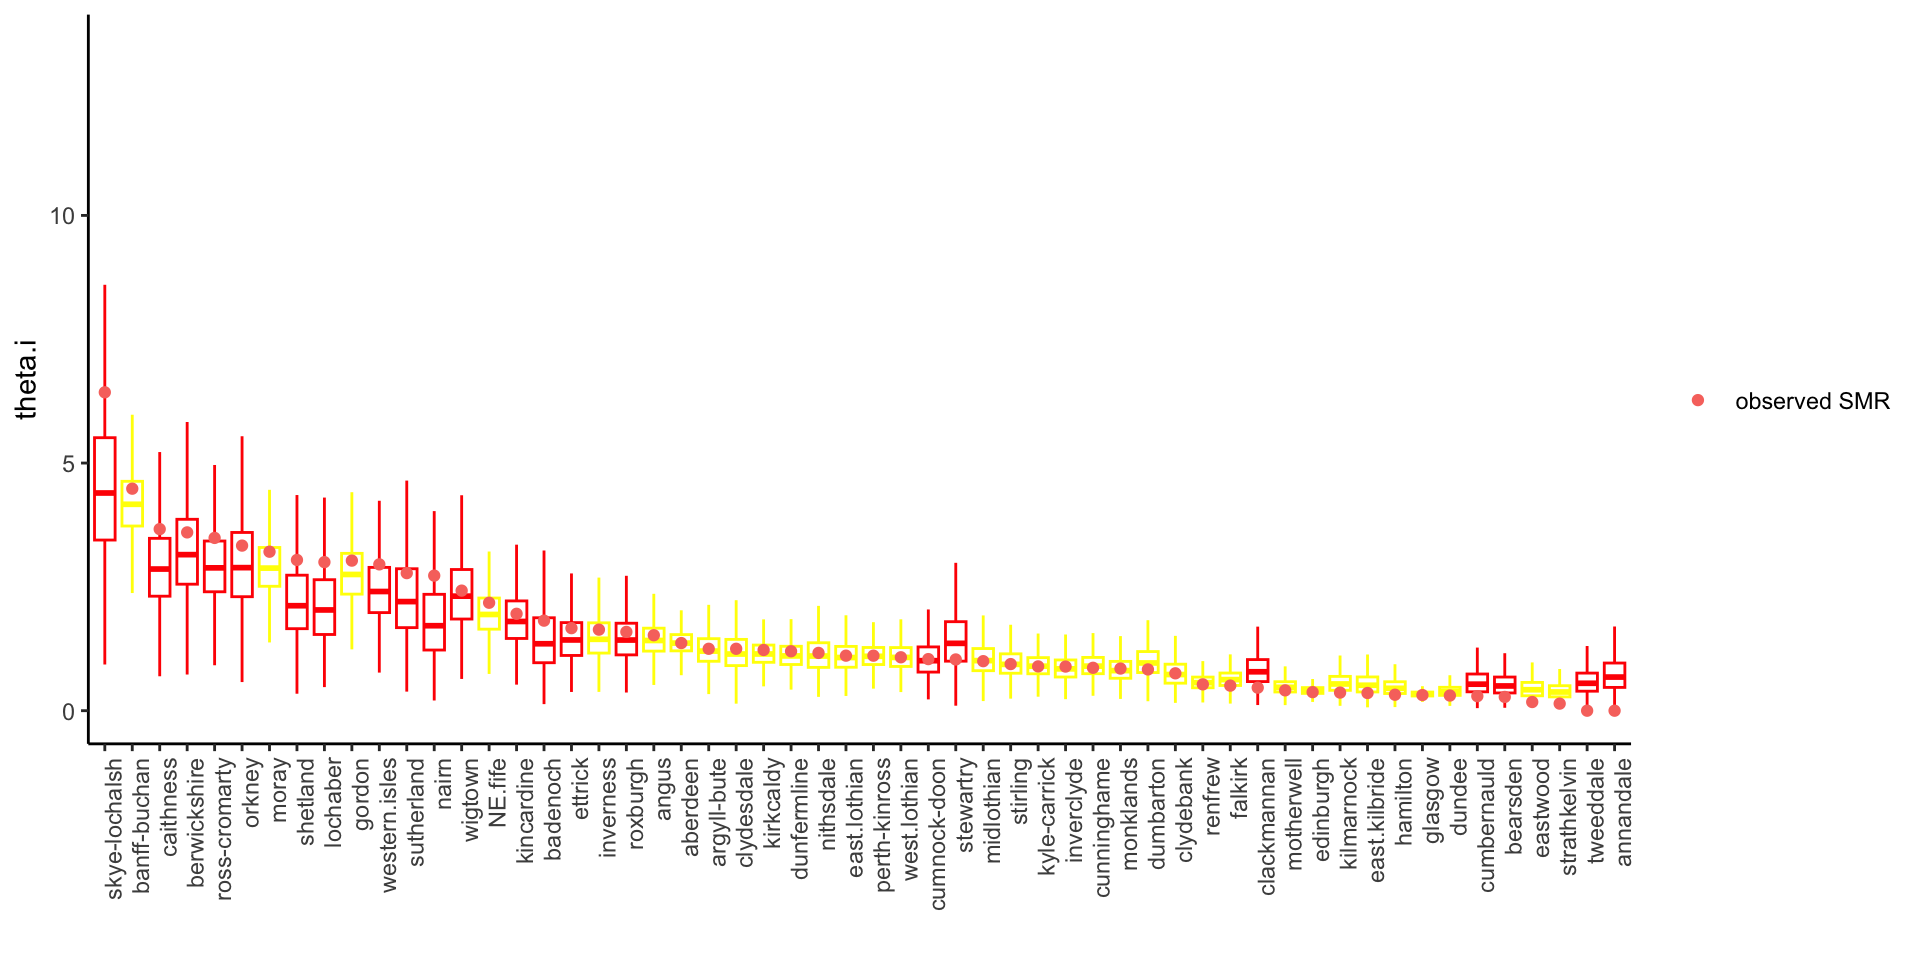 theta.i
10
5
0
skye-lochalsh
banff-buchan
caithness
berwickshire
ross-cromarty
orkney
moray
shetland
lochaber
gordon
western.isles
sutherland
nairn
wigtown
NE.fife
kincardine
badenoch
ettrick
inverness
roxburgh
angus
aberdeen
argyll-bute
clydesdale
kirkcaldy
dunfermline
nithsdale
east.lothian
perth-kinross
west.lothian
cumnock-doon
stewartry
midlothian
stirling
kyle-carrick
inverclyde
cunninghame
monklands
dumbarton
clydebank
renfrew
falkirk
clackmannan
motherwell
edinburgh
kilmarnock
east.kilbride
hamilton
glasgow
dundee
cumbernauld
bearsden
eastwood
strathkelvin
tweeddale
annandale
observed SMR